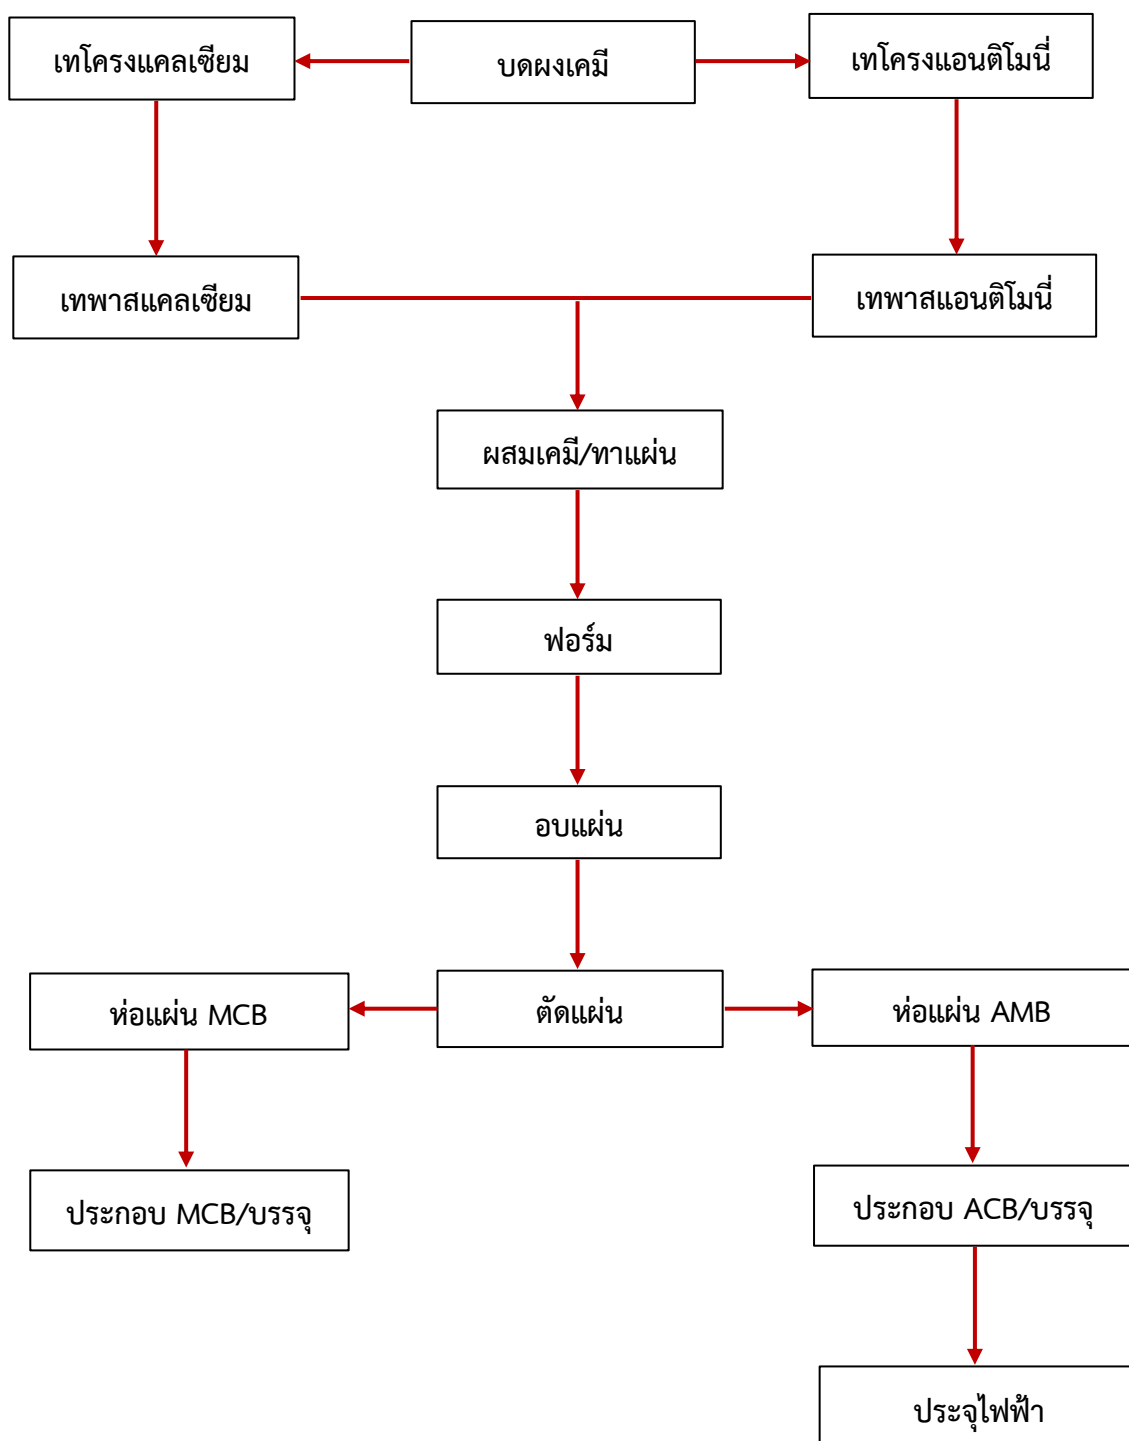 เทโครงแคลเซียม
บดผงเคมี
เทโครงแอนติโมนี่
เทพาสแคลเซียม
เทพาสแอนติโมนี่
ผสมเคมี/ทาแผ่น
ฟอร์ม
อบแผ่น
ห่อแผ่น MCB
ตัดแผ่น
ห่อแผ่น AMB
ประกอบ MCB/บรรจุ
ประกอบ ACB/บรรจุ
ประจุไฟฟ้า